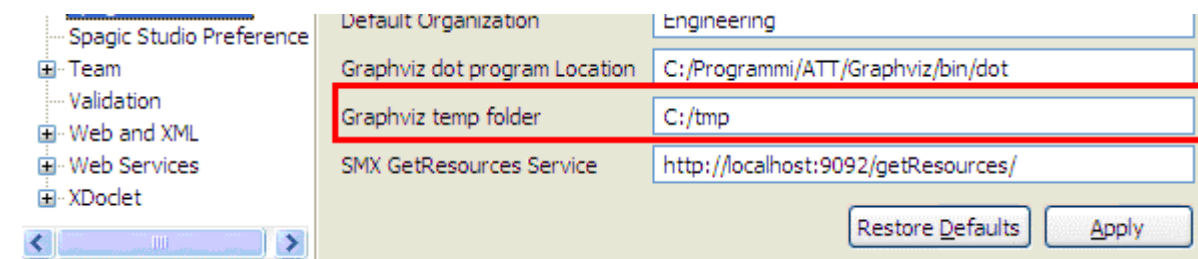 Default Organization Engineering
Spagic Studio Preference
Team
Graphviz dot program Location C:/Programmi/ATT/Graphviz/bin/dot
Validation
Graphviz temp folder C:/tmp
Web and XML
Web Services
SMX GetResources Service http://localhost:9092/getResources/
XDoclet
Restore Defaults Apply